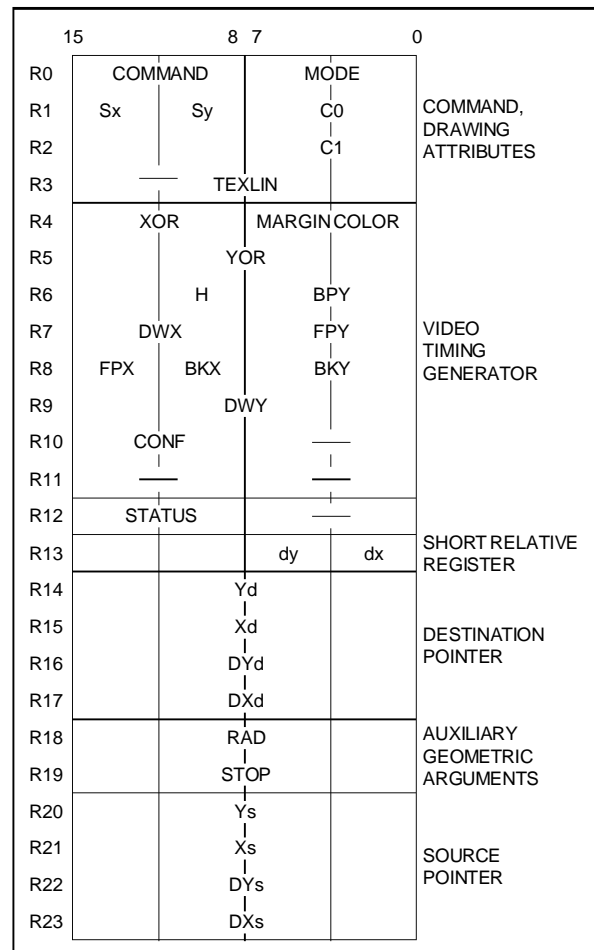 15 8 7 0
R0 COMMAND MODE
R1 Sx Sy C0
R2 C1
R3 TEXLIN
COMMAND,
DRAWING
ATTRIBUTES
R4 XOR MARGIN COLOR
R5 YOR
R6 H BPY
R7 DWX FPY
R8 FPX BKX BKY
R9 DWY
R10 CONF
R11
VIDEO
TIMING
GENERATOR
R12 STATUS
R13 dy dx
SHORT RELATIVE
REGISTER
R14 Yd
R15 Xd
R16 DYd
R17 DXd
DESTINATION
POINTER
R18 RAD
R19 STOP
AUXILIARY
GEOMETRIC
ARGUMENTS
R20 Ys
R21 Xs
R22 DYs
R23 DXs
SOURCE
POINTER